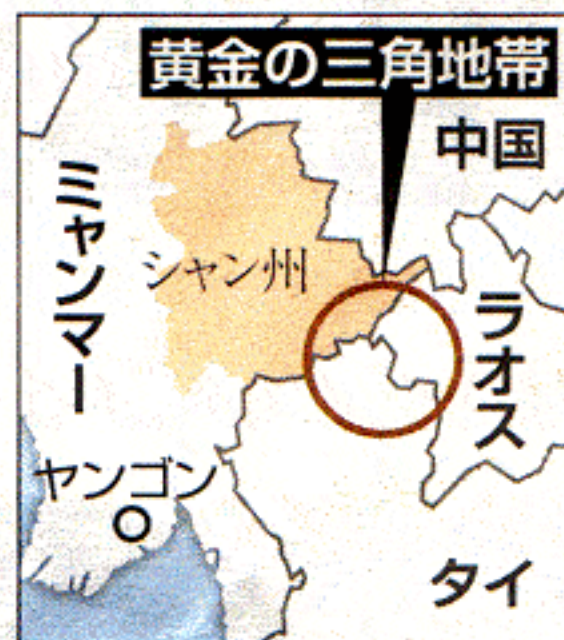 黄金の三角地帯
中国
ミャンマー
シャン州
ラオス
ヤンゴン
タイ